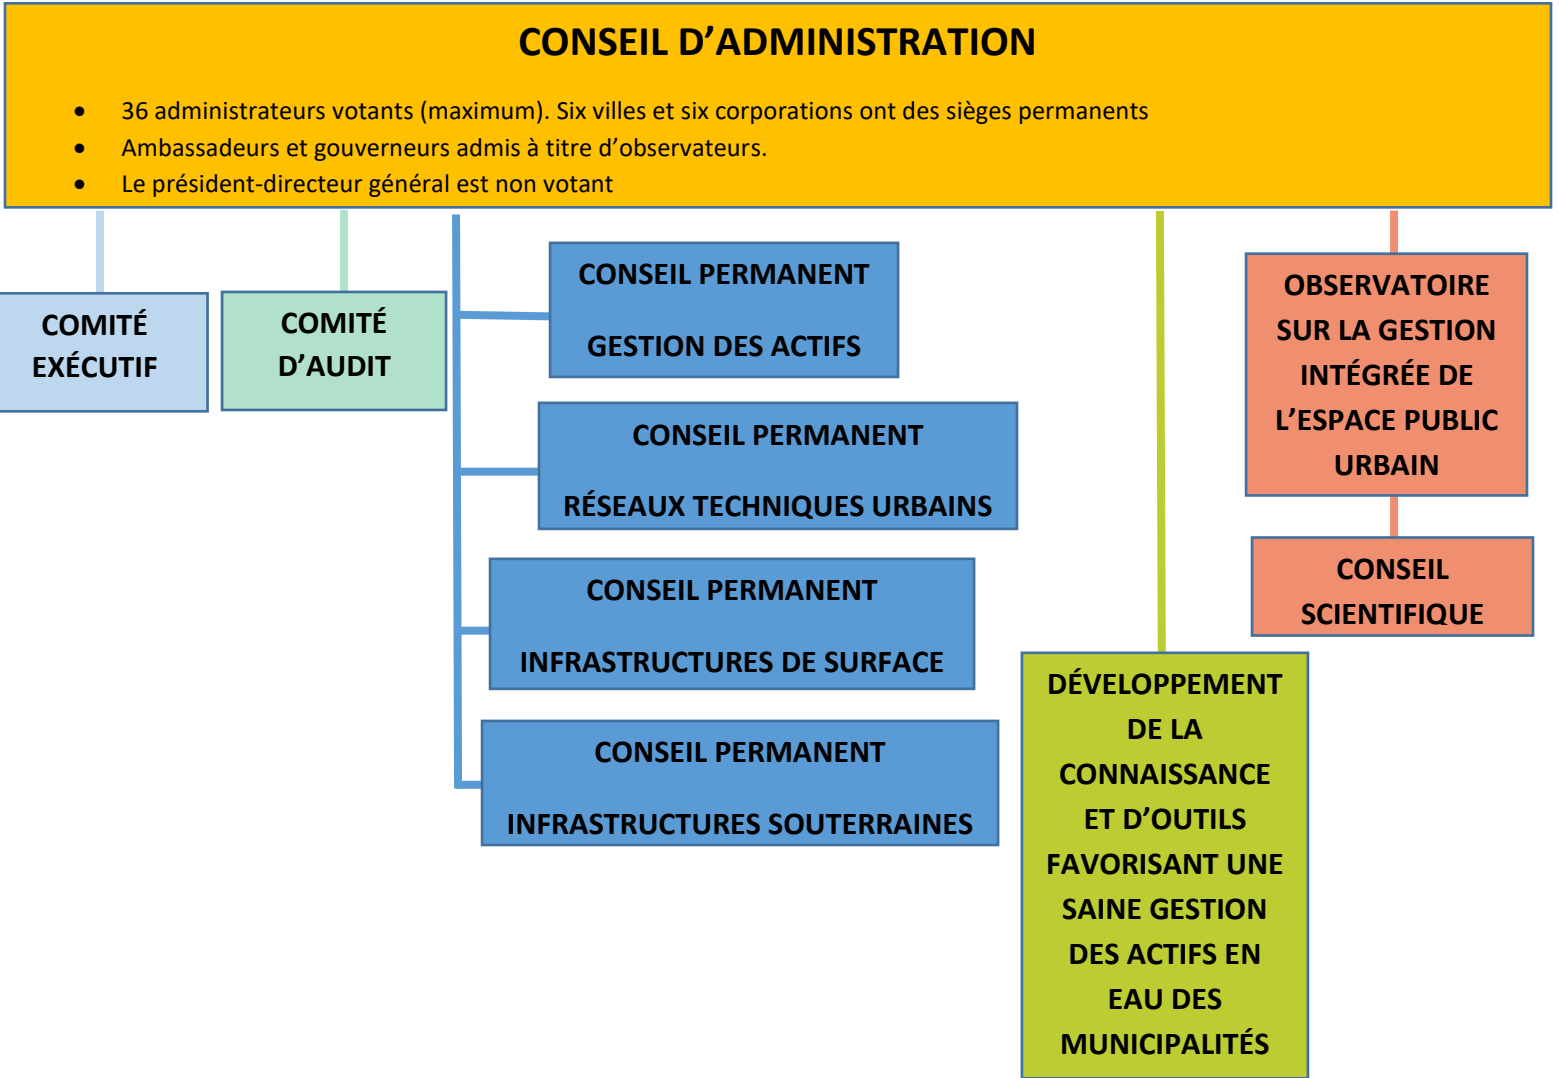 CONSEIL D’ADMINISTRATION
• 36 administrateurs votants (maximum). Six villes et six corporations ont des sièges permanents
• Ambassadeurs et gouverneurs admis à titre d’observateurs.
• Le président-directeur général est non votant
COMITÉ
EXÉCUTIF
COMITÉ
D’AUDIT
CONSEIL PERMANENT
GESTION DES ACTIFS
CONSEIL PERMANENT
RÉSEAUX TECHNIQUES URBAINS
CONSEIL PERMANENT
INFRASTRUCTURES DE SURFACE
CONSEIL PERMANENT
INFRASTRUCTURES SOUTERRAINES
DÉVELOPPEMENT
DE LA
CONNAISSANCE
ET D’OUTILS
FAVORISANT UNE
SAINE GESTION
DES ACTIFS EN
EAU DES
MUNICIPALITÉS
OBSERVATOIRE
SUR LA GESTION
INTÉGRÉE DE
L’ESPACE PUBLIC
URBAIN
CONSEIL
SCIENTIFIQUE